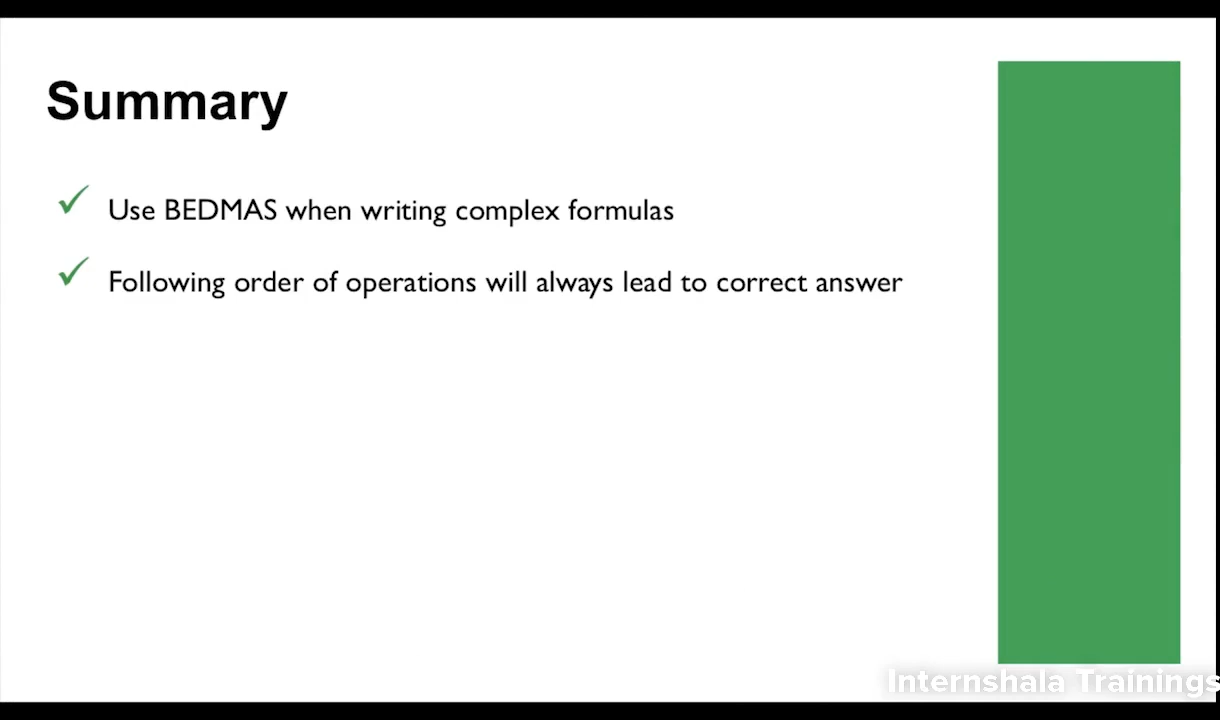 Summary
Use BEDMAS when writing complex formulas
Following order of operations will always lead to correct answer
Internshala Trainings